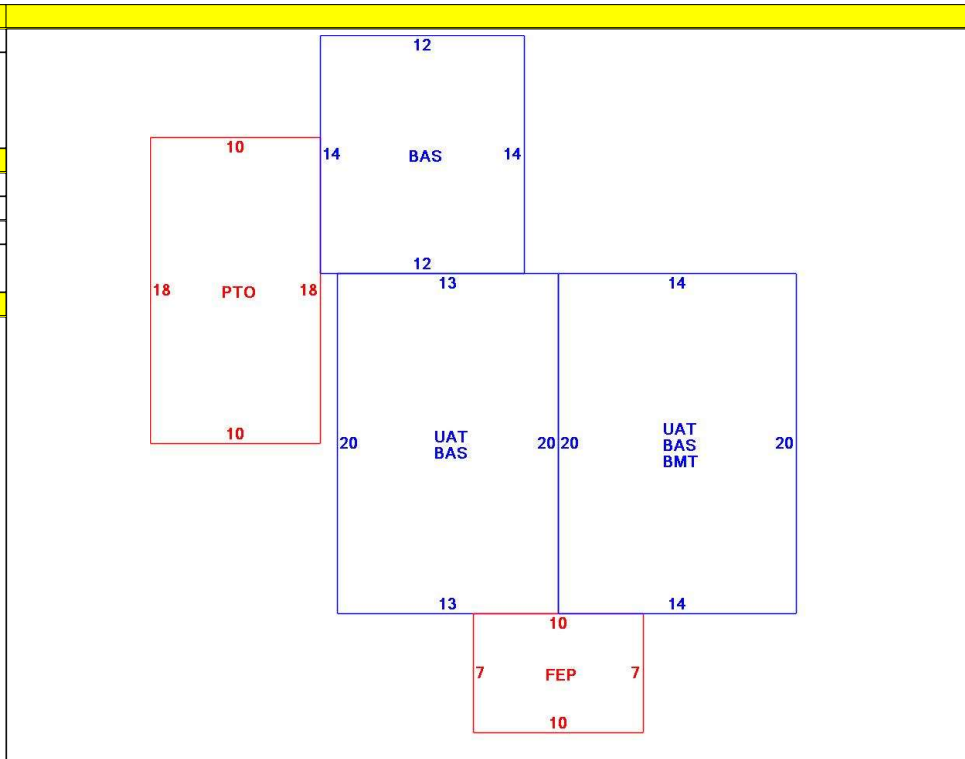 12
10
14 BAS 14
12
13 14
18 PTO 18
10
20 UAT
BAS 20 20 UAT
BAS
BMT 20
13 14
10
7 FEP 7
10